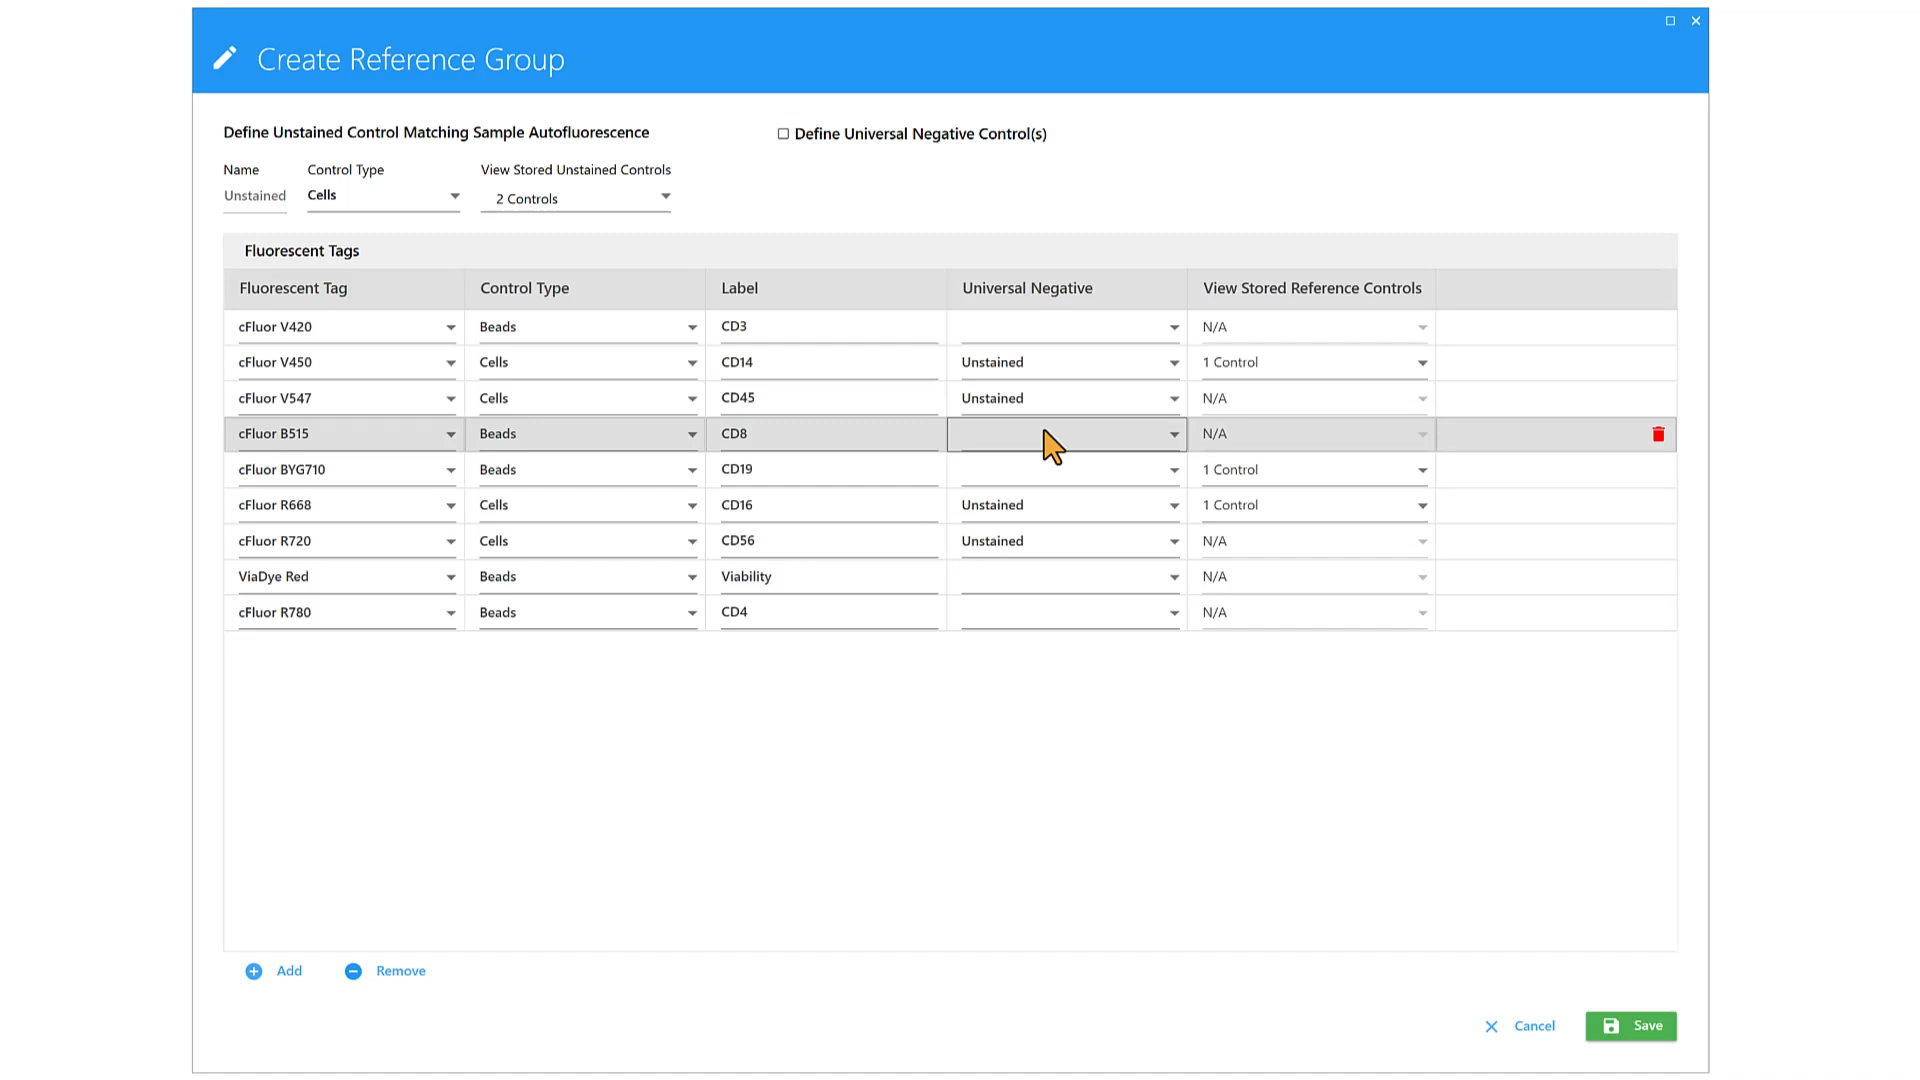 Create Reference Group
Define Unstained Control Matching Sample Autofluorescence
Define Universal Negative Control(s)
Name Control Type View Stored Unstained Controls
Unstained Cells 2 Controls
Fluorescent Tags
Fluorescent Tag Control Type Label Universal Negative View Stored Reference Controls
cFluor V420 Beads CD3 N/A
cFluor V450 Cells CD14 Unstained 1 Control
cFluor V547 Cells CD45 Unstained N/A
cFluor B515 Beads CD8 N/A
cFluor BYG710 Beads CD19 1 Control
cFluor R668 Cells CD16 Unstained 1 Control
cFluor R720 Cells CD56 Unstained N/A
ViaDye Red Beads Viability N/A
cFluor R780 Beads CD4 N/A
Add Remove
Cancel Save